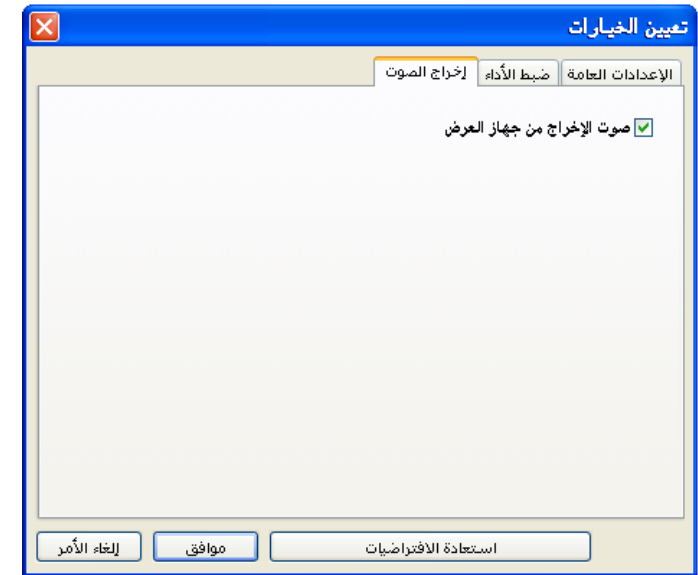 تعيين الخيارات
الإعدادات العامة ضبط الأداء إخراج الصوت
صوت الإخراج من جهاز العرض
استعادة الافتراضيات موافق إلغاء الأمر